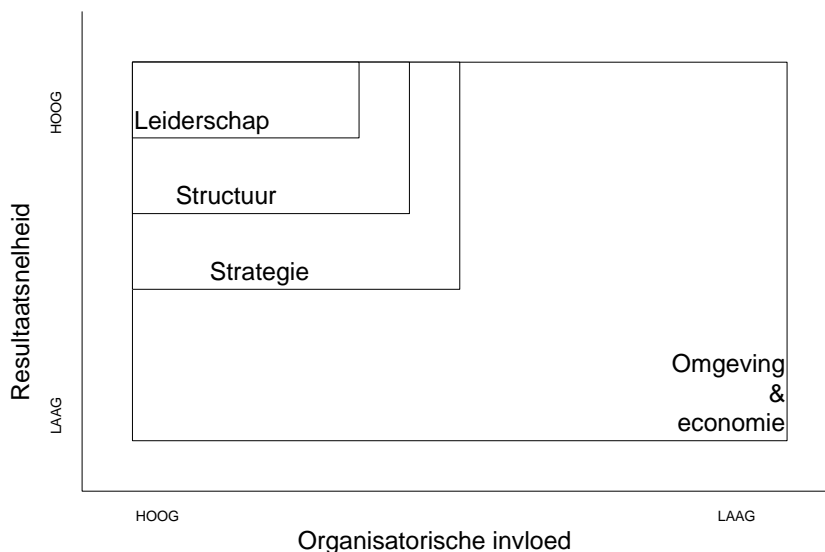 HOOG
Leiderschap
Structuur
Resultaatsnelheid
Strategie
Omgeving
&
economie
LAAG
HOOG
LAAG
Organisatorische invloed